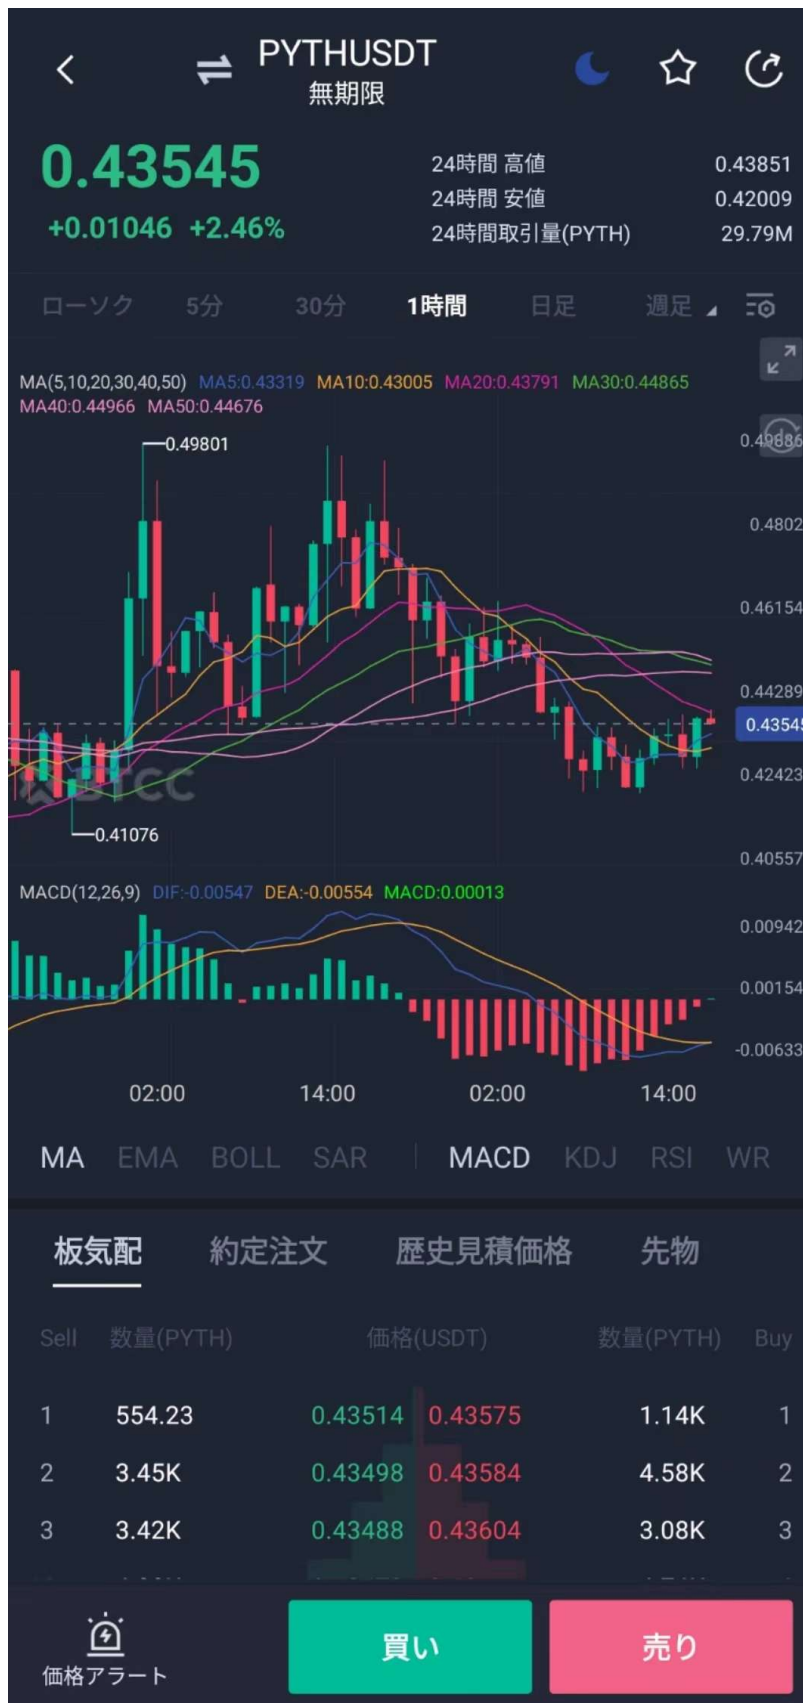 PYTHUSDT
無期限
0.43545
+0.01046 +2.46%
24時間 高値 0.43851
24時間 安値 0.42009
24時間取引量(PYTH) 29.79M
ローソク 5分 30分 1時間 日足 週足
MA(5,10,20,30,40,50) MA5:0.43319 MA10:0.43005 MA20:0.43791 MA30:0.44865
MA40:0.44966 MA50:0.44676
0.49801
0.49886
0.4802
0.46154
0.44289
0.4354
0.42423
BTCC
0.41076
0.40557
MACD(12,26,9) DIF:-0.00547 DEA:-0.00554 MACD:0.00013
0.00942
0.00154
-0.00633
02:00 14:00 02:00 14:00
MA EMA BOLL SAR MACD KDJ RSI WR
板気配 約定注文 歴史見積価格 先物
Sell 数量(PYTH) 価格(USDT) 数量(PYTH) Buy
1 554.23 0.43514 0.43575 1.14K 1
2 3.45K 0.43498 0.43584 4.58K 2
3 3.42K 0.43488 0.43604 3.08K 3
価格アラート 買い 売り